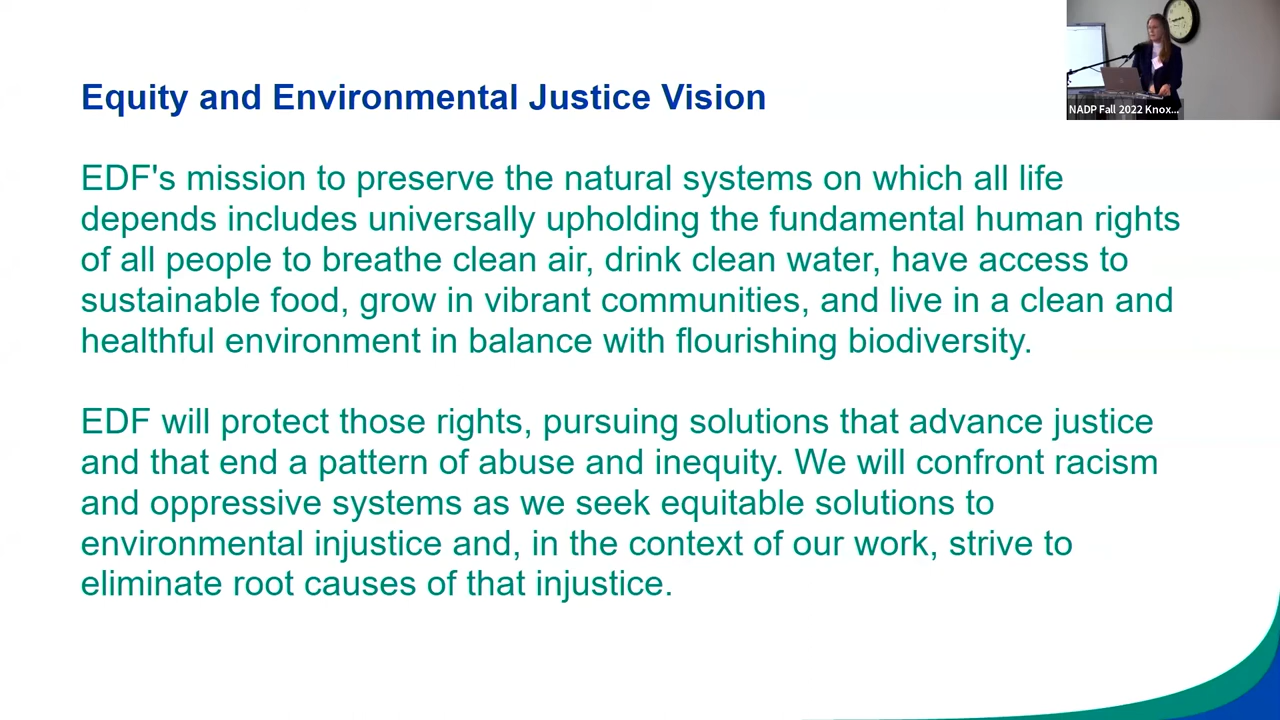 Equity and Environmental Justice Vision
NADP Fall 2022 Knox...
EDF's mission to preserve the natural systems on which all life
depends includes universally upholding the fundamental human rights
of all people to breathe clean air, drink clean water, have access to
sustainable food, grow in vibrant communities, and live in a clean and
healthful environment in balance with flourishing biodiversity.
EDF will protect those rights, pursuing solutions that advance justice
and that end a pattern of abuse and inequity. We will confront racism
and oppressive systems as we seek equitable solutions to
environmental injustice and, in the context of our work, strive to
eliminate root causes of that injustice.